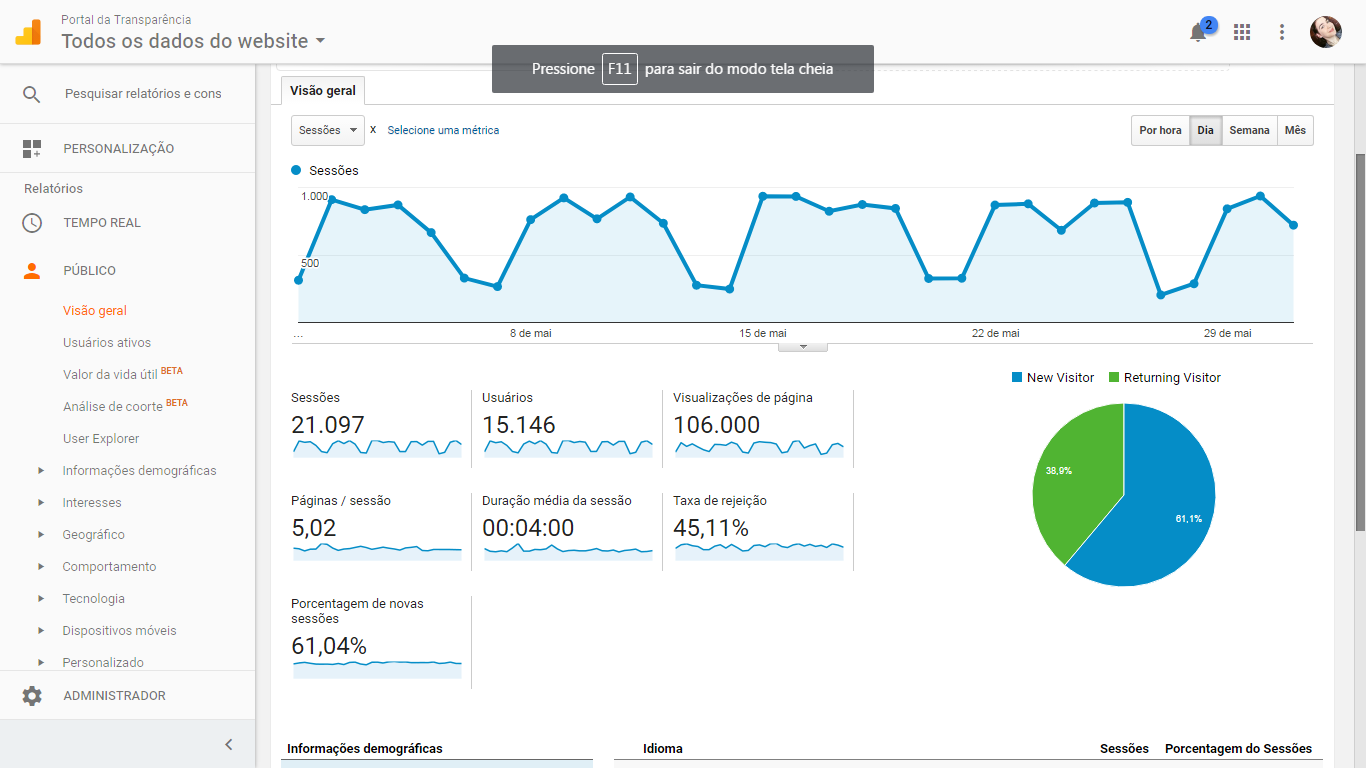 Portal da Transparência
Todos os dados do website
2
Pressione F11 para sair do modo tela cheia
Pesquisar relatórios e cons
PERSONALIZAÇÃO
Relatórios
TEMPO REAL
PÚBLICO
Visão geral
Usuários ativos
Valor da vida útil BETA
Análise de coorte BETA
User Explorer
Informações demográficas
Interesses
Geográfico
Comportamento
Tecnologia
Dispositivos móveis
Personalizado
ADMINISTRADOR
Visão geral
Sessões x Selecione uma métrica
Por hora Dia Semana Mês
Sessões
1.000
500
... 8 de mai 15 de mai 22 de mai 29 de mai
New Visitor Returning Visitor
38,9%
61,1%
Sessões
21.097
Usuários
15.146
Visualizações de página
106.000
Páginas / sessão
5,02
Duração média da sessão
00:04:00
Taxa de rejeição
45,11%
Porcentagem de novas
sessões
61,04%
Informações demográficas
Idioma Sessões Porcentagem do Sessões